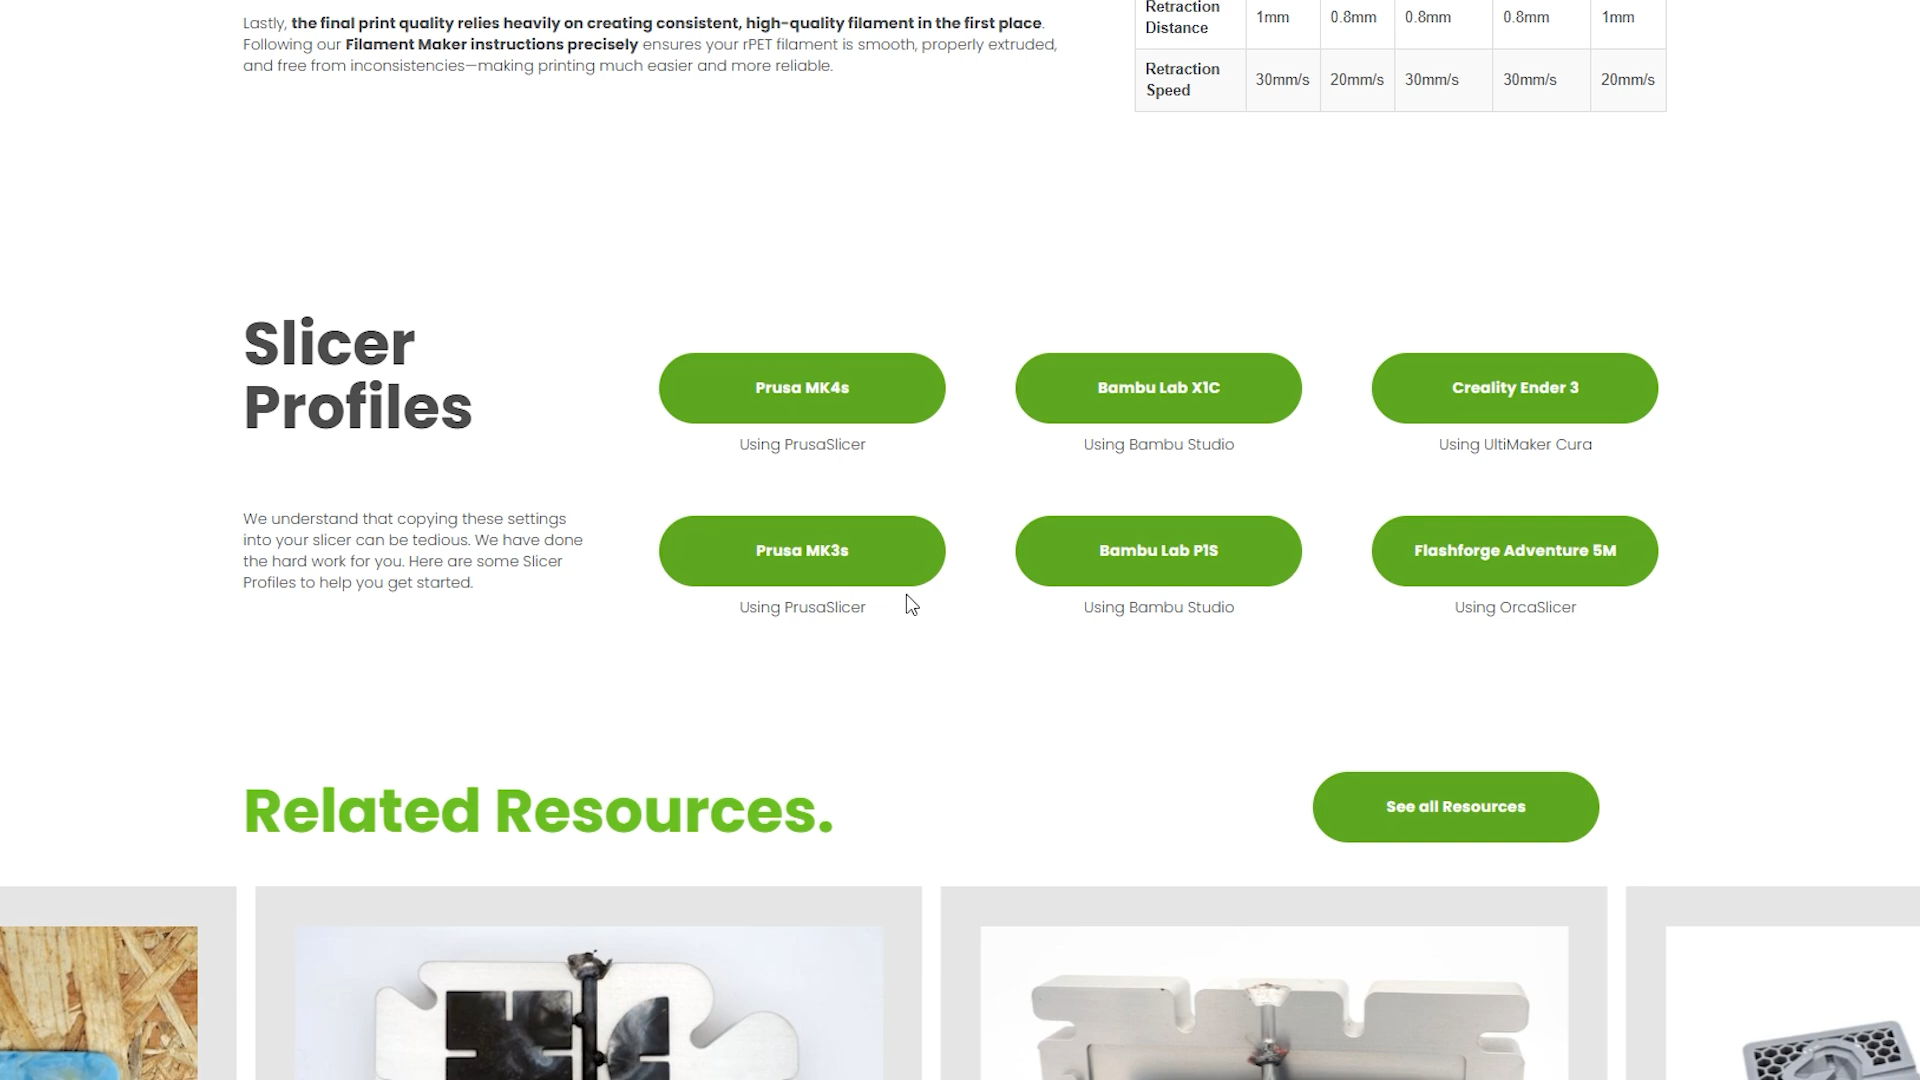 Lastly, the final print quality relies heavily on creating consistent, high-quality filament in the first place.
Following our Filament Maker instructions precisely ensures your rPET filament is smooth, properly extruded,
and free from inconsistencies—making printing much easier and more reliable.
Retraction
Distance
1mm 0.8mm 0.8mm 0.8mm 1mm
Retraction
Speed
30mm/s 20mm/s 30mm/s 30mm/s 20mm/s
Slicer
Profiles
We understand that copying these settings
into your slicer can be tedious. We have done
the hard work for you. Here are some Slicer
Profiles to help you get started.
Prusa MK4s
Using PrusaSlicer
Bambu Lab X1C
Using Bambu Studio
Creality Ender 3
Using UltiMaker Cura
Prusa MK3s
Using PrusaSlicer
Bambu Lab P1S
Using Bambu Studio
Flashforge Adventure 5M
Using OrcaSlicer
Related Resources.
See all Resources